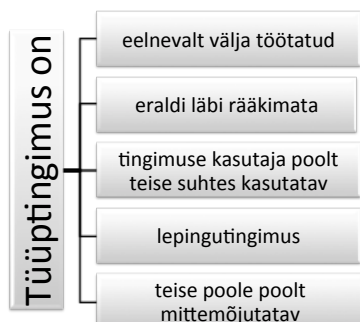 Tüüptingimus on
eelnevalt välja töötatud
eraldi läbi rääkimata
tingimuse kasutaja poolt
teise suhtes kasutatav
lepingutingimus
teise poole poolt
mittemõjutatav